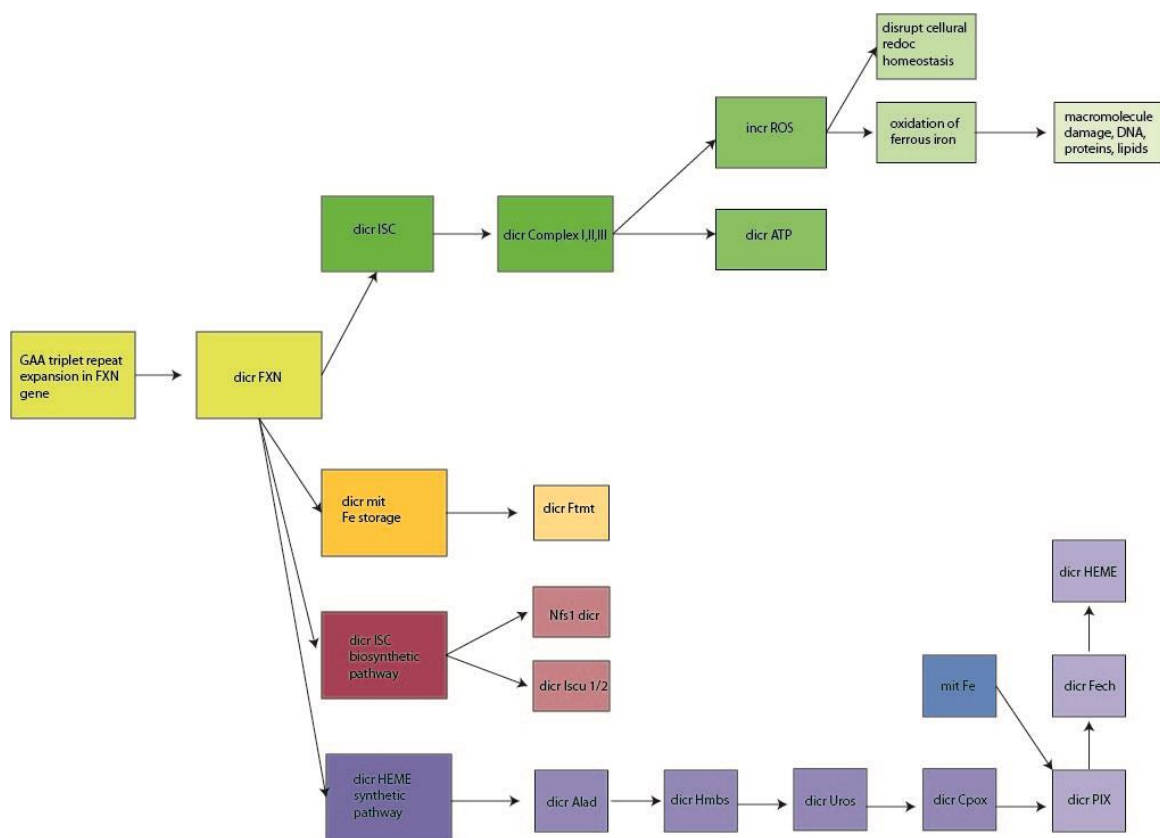 disrupt cellural
redoc
homeostasis
incr ROS
oxidation of
ferrous iron
macromolecule
damage, DNA,
proteins, lipids
dicr ISC
dicr Complex I,II,III
dicr ATP
GAA triplet repeat
expansion in FXN
gene
dicr FXN
dicr mit
Fe storage
dicr Ftmt
dicr HEME
Nfs1 dicr
dicr ISC
biosynthetic
pathway
dicr Iscu 1/2
mit Fe
dicr Fech
dicr HEME
synthetic
pathway
dicr Alad
dicr Hmbs
dicr Uros
dicr Cpox
dicr PIX